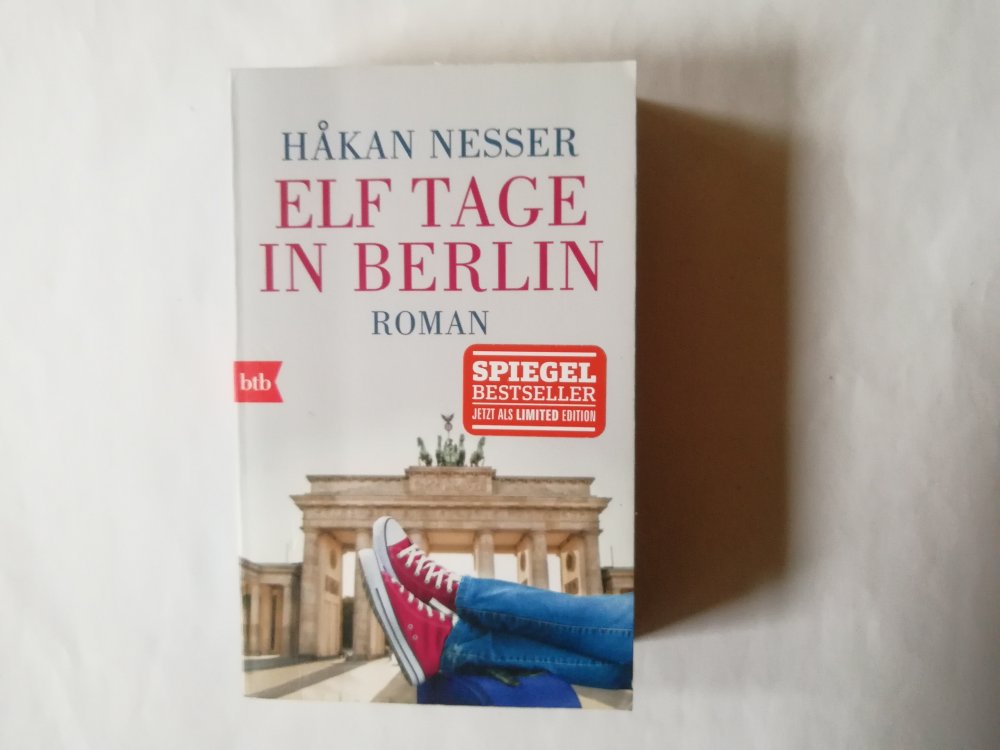 HÅKAN NESSER
ELF TAGE
IN BERLIN
ROMAN
btb
SPIEGEL
BESTSELLER
JETZT ALS LIMITED EDITION